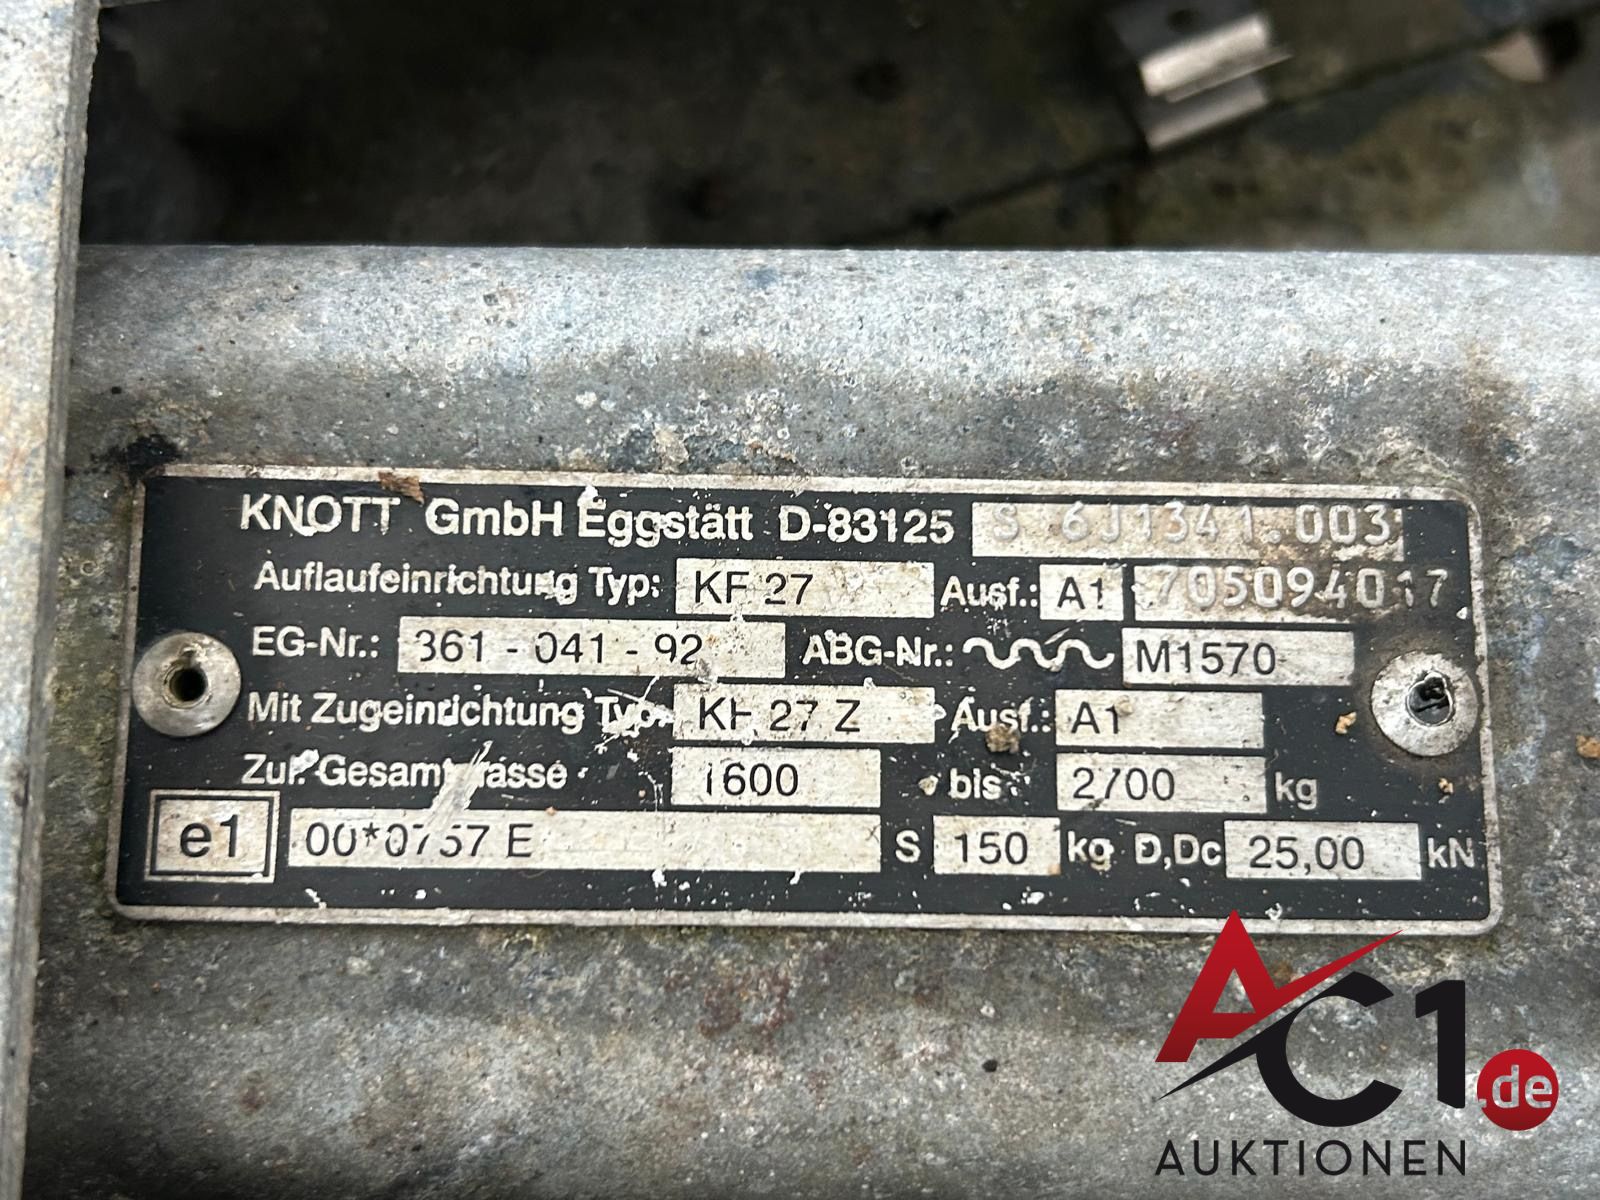 KNOTT GmbH Eggstätt D-83125 S 6J1341.003
Auflaufeinrichtung Typ: KF 27 Ausf.: A1 705094017
EG-Nr.: 361 - 041 - 92 ABG-Nr.: M1570
Mit Zugeinrichtung Typ: KF 27 Z Ausf.: A1
Zul. Gesamtmasse 1600 bis 2700 kg
e1 00*0757 E S 150 kg D,Dc 25,00 kN
AC1.de
AUKTIONEN